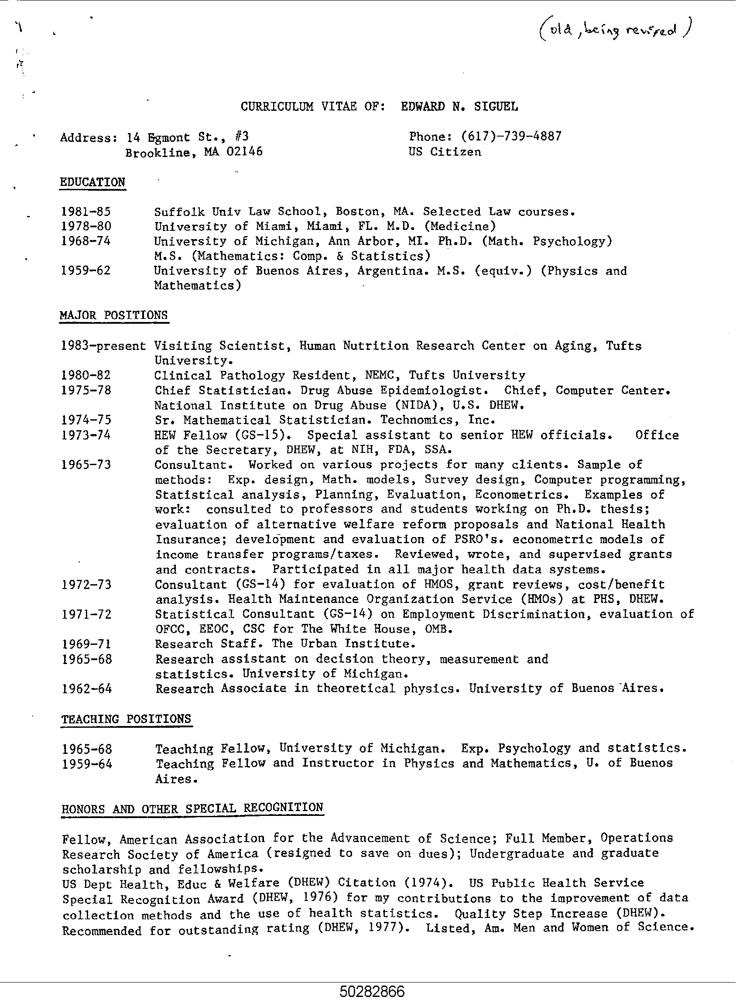 (old, being revised)
CURRICULUM VITAE OF: EDWARD N. SIGUEL
Address: 14 Egmont St., #3 Phone: (617)-739-4887
Brookline, MA 02146 US Citizen
EDUCATION
1981-85 Suffolk Univ Law School, Boston, MA. Selected Law courses.
1978-80 University of Miami, Miami, FL. M.D. (Medicine)
1968-74 University of Michigan, Ann Arbor, MI. Ph.D. (Math. Psychology)
M.S. (Mathematics: Comp. & Statistics)
1959-62 University of Buenos Aires, Argentina. M.S. (equiv.) (Physics and
Mathematics)
MAJOR POSITIONS
1983-present Visiting Scientist, Human Nutrition Research Center on Aging, Tufts
University.
1980-82 Clinical Pathology Resident, NEMC, Tufts University
1975-78 Chief Statistician. Drug Abuse Epidemiologist. Chief, Computer Center.
National Institute on Drug Abuse (NIDA), U.S. DHEW.
1974-75 Sr. Mathematical Statistician. Technomics, Inc.
1973-74 HEW Fellow (GS-15). Special assistant to senior HEW officials. Office
of the Secretary, DHEW, at NIH, FDA, SSA.
1965-73 Consultant. Worked on various projects for many clients. Sample of
methods: Exp. design, Math. models, Survey design, Computer programming,
Statistical analysis, Planning, Evaluation, Econometrics. Examples of
work: consulted to professors and students working on Ph.D. thesis;
evaluation of alternative welfare reform proposals and National Health
Insurance; development and evaluation of PSRO's. econometric models of
income transfer programs/taxes. Reviewed, wrote, and supervised grants
and contracts. Participated in all major health data systems.
1972-73 Consultant (GS-14) for evaluation of HMOS, grant reviews, cost/benefit
analysis. Health Maintenance Organization Service (HMOs) at PHS, DHEW.
1971-72 Statistical Consultant (GS-14) on Employment Discrimination, evaluation of
OFCC, EEOC, CSC for The White House, OMB.
1969-71 Research Staff. The Urban Institute.
1965-68 Research assistant on decision theory, measurement and
statistics. University of Michigan.
1962-64 Research Associate in theoretical physics. University of Buenos Aires.
TEACHING POSITIONS
1965-68 Teaching Fellow, University of Michigan. Exp. Psychology and statistics.
1959-64 Teaching Fellow and Instructor in Physics and Mathematics, U. of Buenos
Aires.
HONORS AND OTHER SPECIAL RECOGNITION
Fellow, American Association for the Advancement of Science; Full Member, Operations
Research Society of America (resigned to save on dues); Undergraduate and graduate
scholarship and fellowships.
US Dept Health, Educ & Welfare (DHEW) Citation (1974). US Public Health Service
Special Recognition Award (DHEW, 1976) for my contributions to the improvement of data
collection methods and the use of health statistics. Quality Step Increase (DHEW).
Recommended for outstanding rating (DHEW, 1977). Listed, Am. Men and Women of Science.
50282866